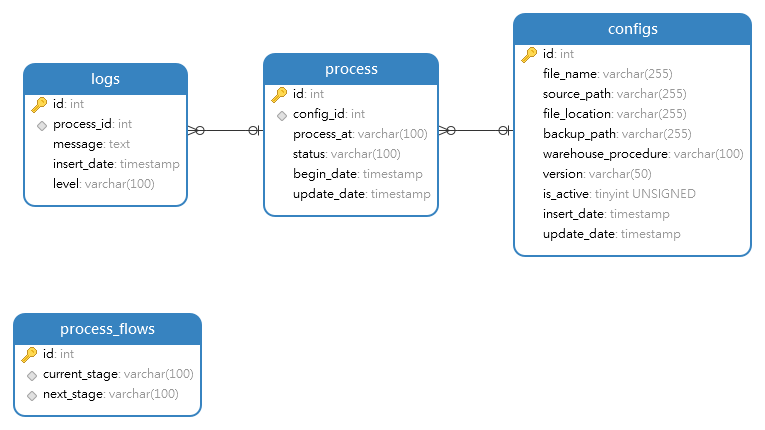 logs
id: int
process_id: int
message: text
insert_date: timestamp
level: varchar(100)
process
id: int
config_id: int
process_at: varchar(100)
status: varchar(100)
begin_date: timestamp
update_date: timestamp
configs
id: int
file_name: varchar(255)
source_path: varchar(255)
file_location: varchar(255)
backup_path: varchar(255)
warehouse_procedure: varchar(100)
version: varchar(50)
is_active: tinyint UNSIGNED
insert_date: timestamp
update_date: timestamp
process_flows
id: int
current_stage: varchar(100)
next_stage: varchar(100)